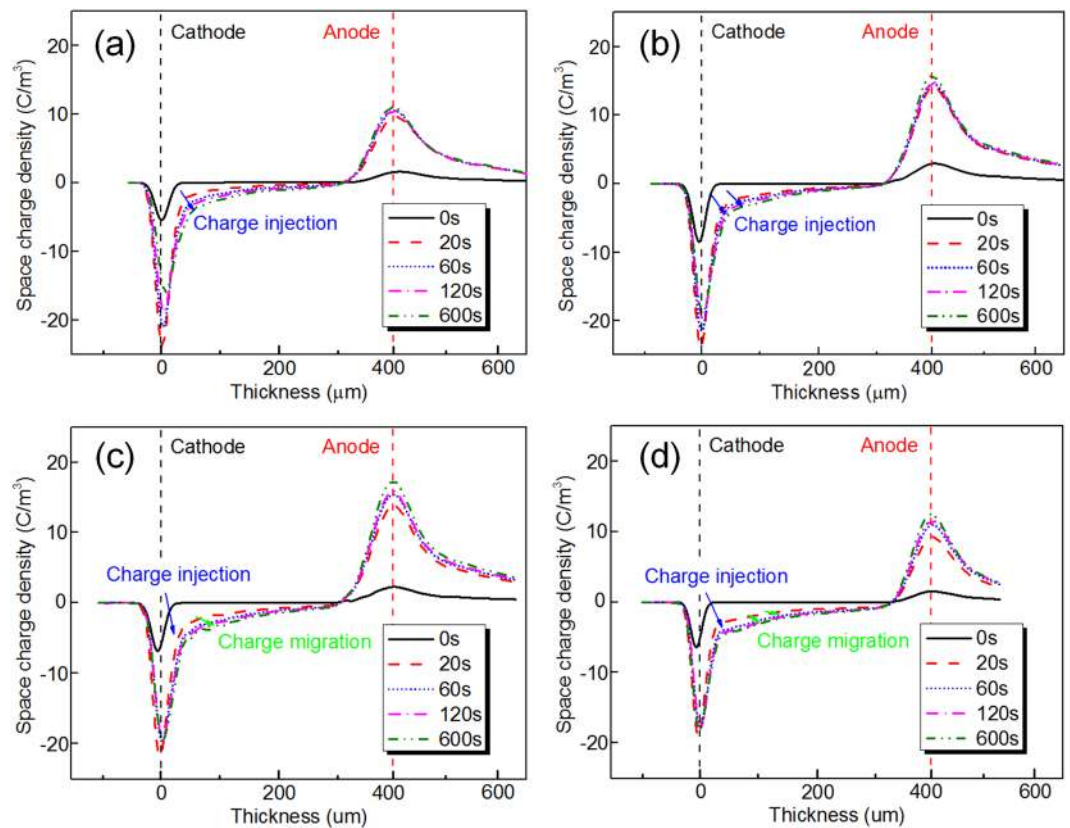 (a)
Cathode
Anode
Charge injection
0s
20s
60s
120s
600s
20
10
0
-10
-20
Space charge density (C/m³)
0
200
400
600
Thickness (μm)
(b)
Cathode
Anode
Charge injection
0s
20s
60s
120s
600s
20
10
0
-10
-20
Space charge density (C/m³)
0
200
400
600
Thickness (μm)
(c)
Cathode
Anode
Charge injection
Charge migration
0s
20s
60s
120s
600s
20
10
0
-10
-20
Space charge density (C/m³)
0
200
400
600
Thickness (um)
(d)
Cathode
Anode
Charge injection
Charge migration
0s
20s
60s
120s
600s
20
10
0
-10
-20
Space charge density (C/m³)
0
200
400
600
Thickness (um)